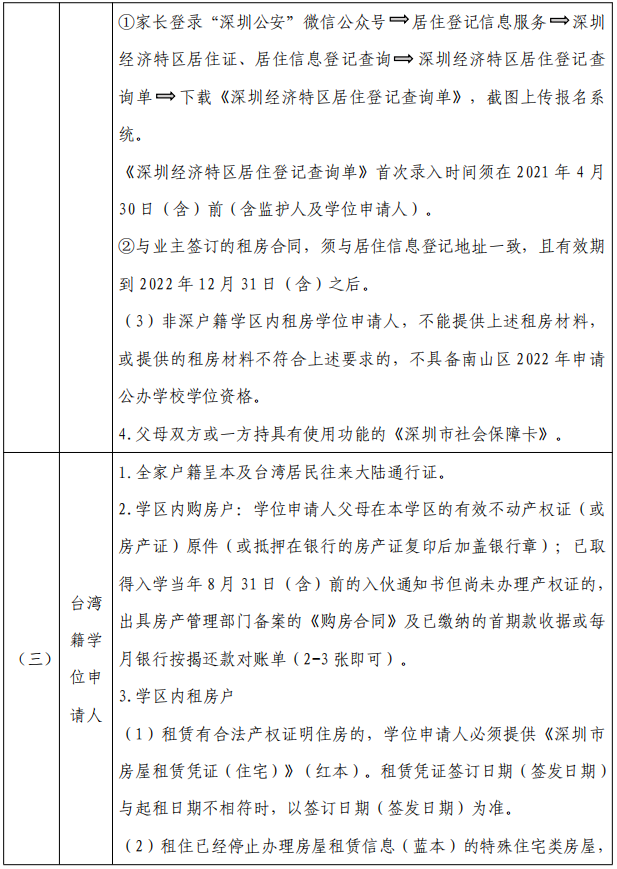 ①家长登录“深圳公安”微信公众号⇨居住登记信息服务⇨深圳
经济特区居住证、居住信息登记查询⇨深圳经济特区居住登记查
询单⇨下载《深圳经济特区居住登记查询单》，截图上传报名系
统。
《深圳经济特区居住登记查询单》首次录入时间须在 2021 年 4 月
30 日（含）前（含监护人及学位申请人）。
②与业主签订的租房合同，须与居住信息登记地址一致，且有效期
到 2022 年 12 月 31 日（含）之后。
（3）非深户籍学区内租房学位申请人，不能提供上述租房材料，
或提供的租房材料不符合上述要求的，不具备南山区 2022 年申请
公办学校学位资格。
4.父母双方或一方持具有使用功能的《深圳市社会保障卡》。
（三）
台湾
籍学
位申
请人
1.全家户籍呈本及台湾居民往来大陆通行证。
2.学区内购房户：学位申请人父母在本学区的有效不动产权证（或
房产证）原件（或抵押在银行的房产证复印后加盖银行章）；已取
得入学当年 8 月 31 日（含）前的入伙通知书但尚未办理产权证的，
出具房产管理部门备案的《购房合同》及已缴纳的首期款收据或每
月银行按揭还款对账单（2-3 张即可）。
3.学区内租房户
（1）租赁有合法产权证明住房的，学位申请人必须提供《深圳市
房屋租赁凭证（住宅）》（红本）。租赁凭证签订日期（签发日期）
与起租日期不相符时，以签订日期（签发日期）为准。
（2）租住已经停止办理房屋租赁信息（蓝本）的特殊住宅类房屋，